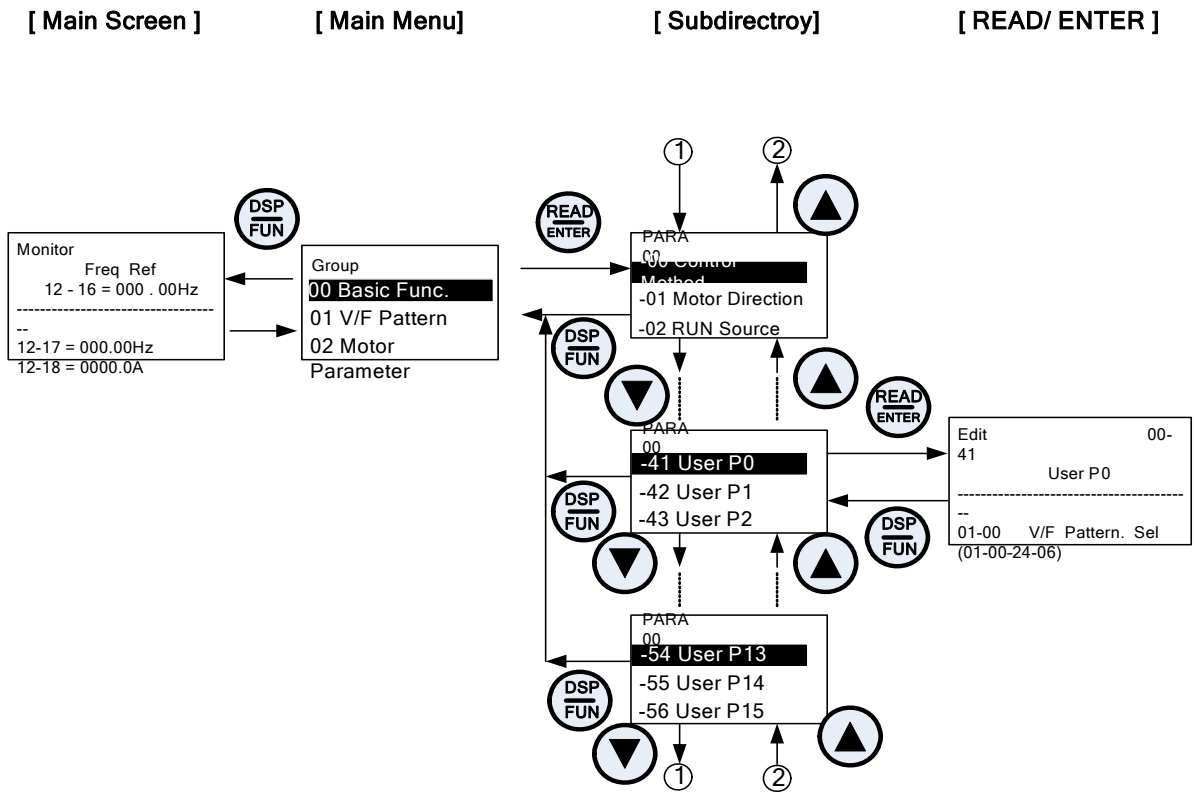 [ Main Screen ]
[ Main Menu]
[ Subdirectroy]
[ READ/ ENTER ]
1
2
DSP
FUN
READ
ENTER
Monitor
Freq Ref
12 - 16 = 000 . 00Hz
----------------------------------
--
12-17 = 000.00Hz
12-18 = 0000.0A
Group
00 Basic Func.
01 V/F Pattern
02 Motor
Parameter
PARA
00
-00 Control
Method
-01 Motor Direction
-02 RUN Source
DSP
FUN
READ
ENTER
PARA
00
-41 User P0
-42 User P1
-43 User P2
Edit 00-
41
User P0
---------------------------------------
--
01-00 V/F Pattern. Sel
(01-00-24-06)
DSP
FUN
DSP
FUN
PARA
00
-54 User P13
-55 User P14
-56 User P15
DSP
FUN
1
2